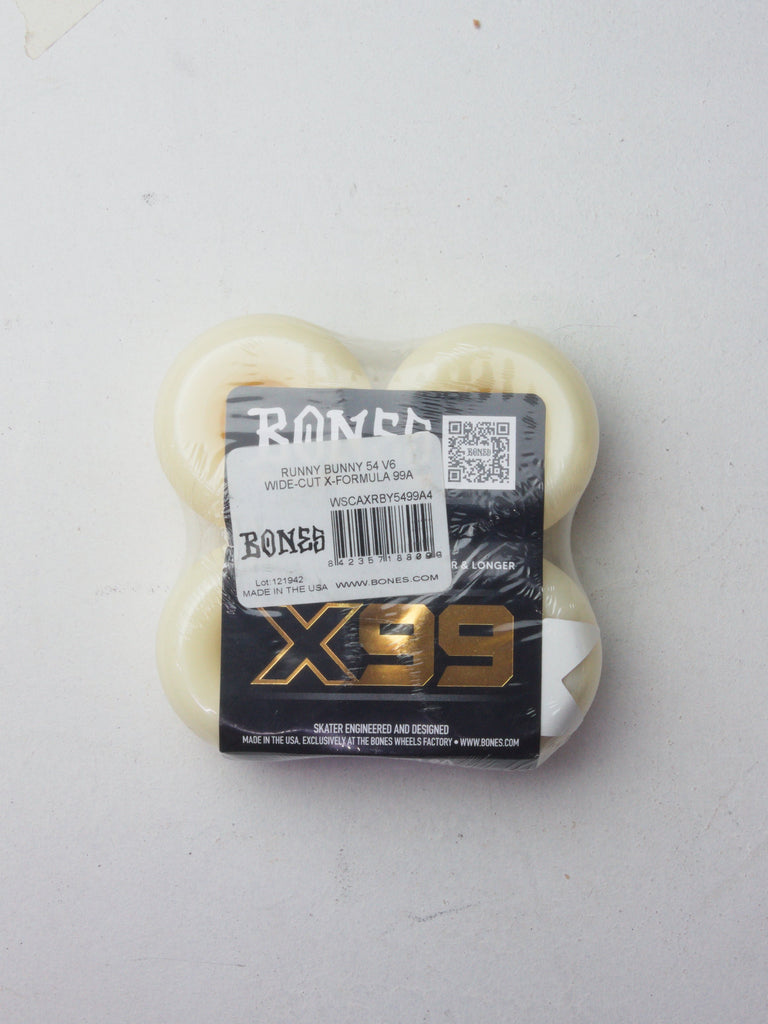 BONES
BONES
RUNNY BUNNY 54 V6
WIDE-CUT X-FORMULA 99A
WSCAXRBY5499A4
BONES
Lot:121942
MADE IN THE USA
WWW.BONES.COM
& LONGER
X99
SKATER ENGINEERED AND DESIGNED
MADE IN THE USA, EXCLUSIVELY AT THE BONES WHEELS FACTORY • WWW.BONES.COM